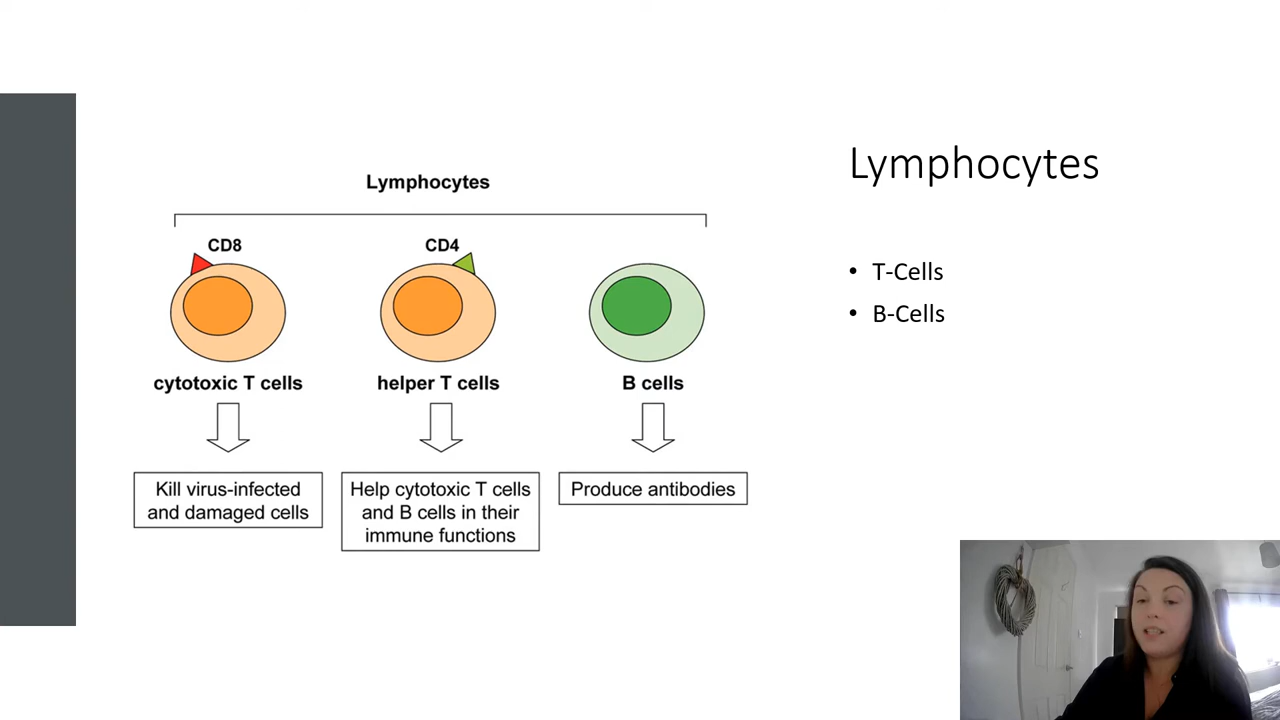 Lymphocytes
CD8
CD4
cytotoxic T cells
helper T cells
B cells
Kill virus-infected
and damaged cells
Help cytotoxic T cells
and B cells in their
immune functions
Produce antibodies
Lymphocytes
• T-Cells
• B-Cells